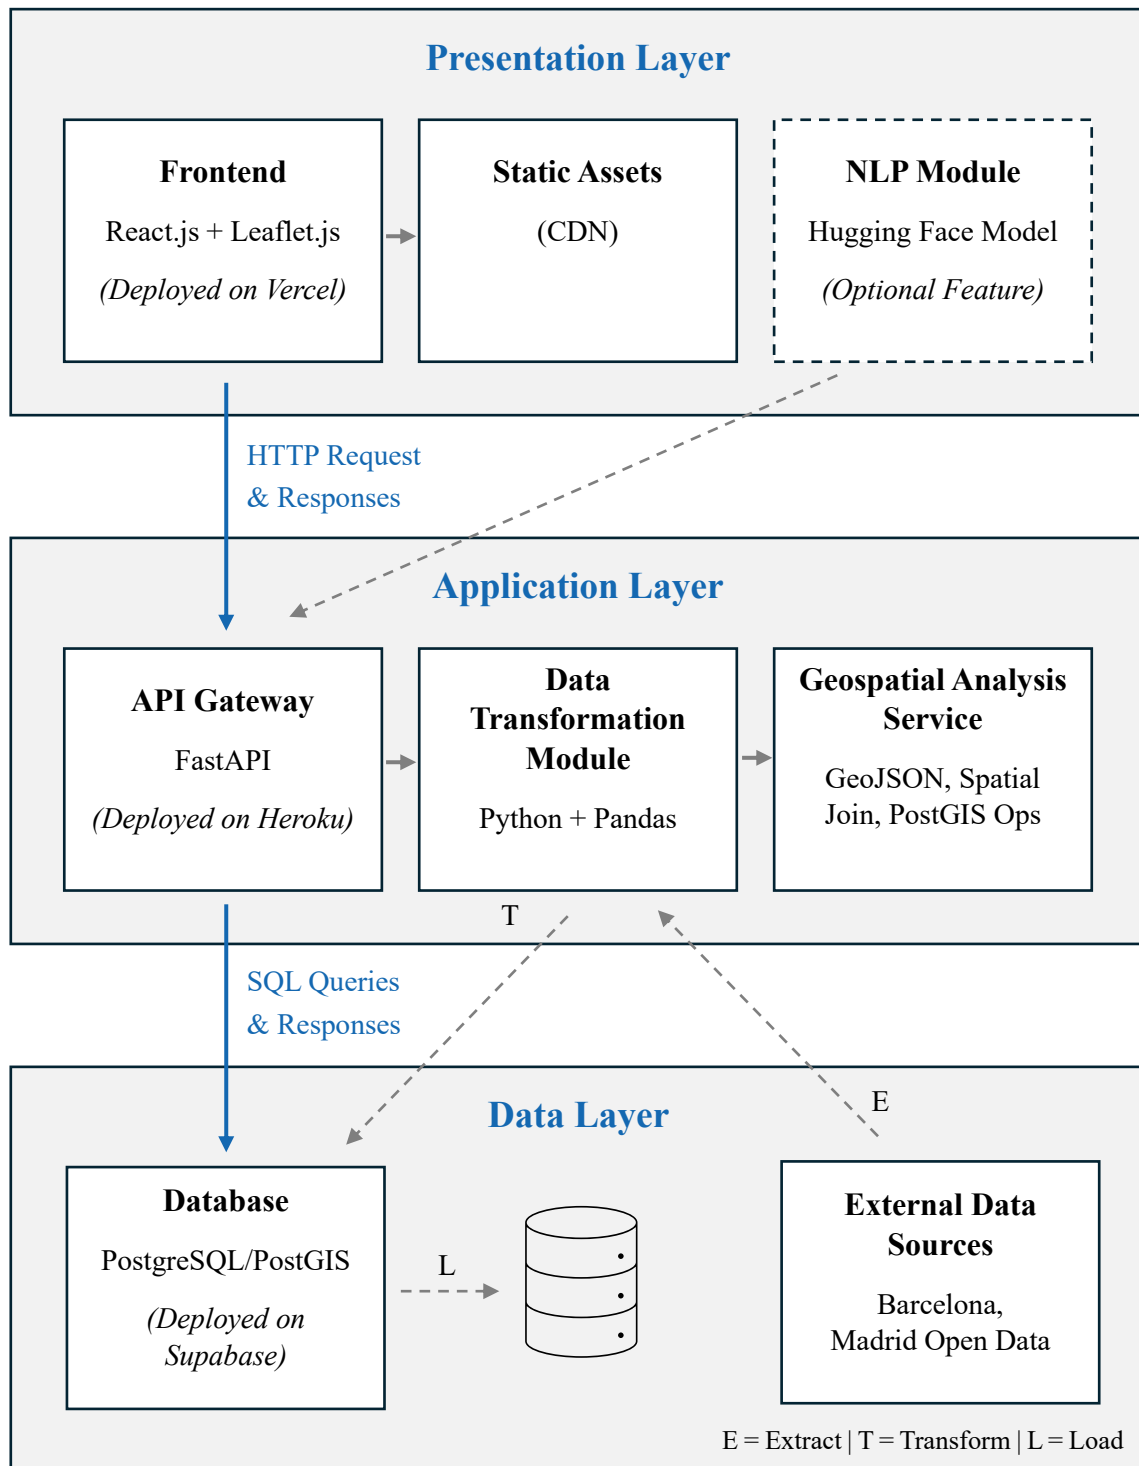 Presentation Layer
Frontend
React.js + Leaflet.js
(Deployed on Vercel)
Static Assets
(CDN)
NLP Module
Hugging Face Model
(Optional Feature)
HTTP Request
& Responses
Application Layer
API Gateway
FastAPI
(Deployed on Heroku)
Data
Transformation
Module
Python + Pandas
Geospatial Analysis
Service
GeoJSON, Spatial
Join, PostGIS Ops
T
SQL Queries
& Responses
E
Data Layer
Database
PostgreSQL/PostGIS
(Deployed on
Supabase)
L
External Data
Sources
Barcelona,
Madrid Open Data
E = Extract | T = Transform | L = Load